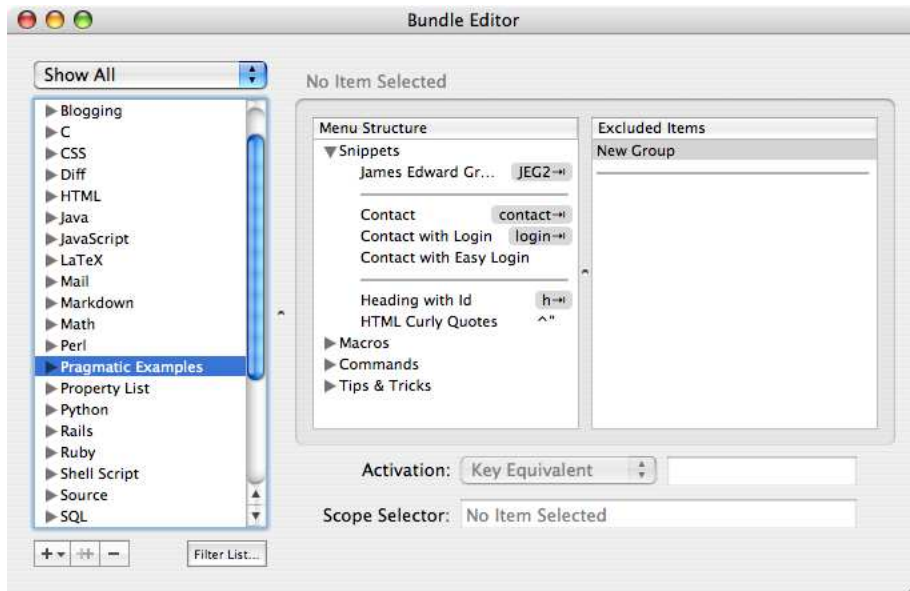 Bundle Editor
Show All
Blogging
C
CSS
Diff
HTML
Java
JavaScript
LaTeX
Mail
Markdown
Math
Perl
Pragmatic Examples
Property List
Python
Rails
Ruby
Shell Script
Source
SQL
Filter List...
No Item Selected
Menu Structure
Snippets
James Edward Gr... JEG2⇥
Contact contact⇥
Contact with Login login⇥
Contact with Easy Login
Heading with Id h⇥
HTML Curly Quotes ^"
Macros
Commands
Tips & Tricks
Excluded Items
New Group
Activation: Key Equivalent
Scope Selector: No Item Selected